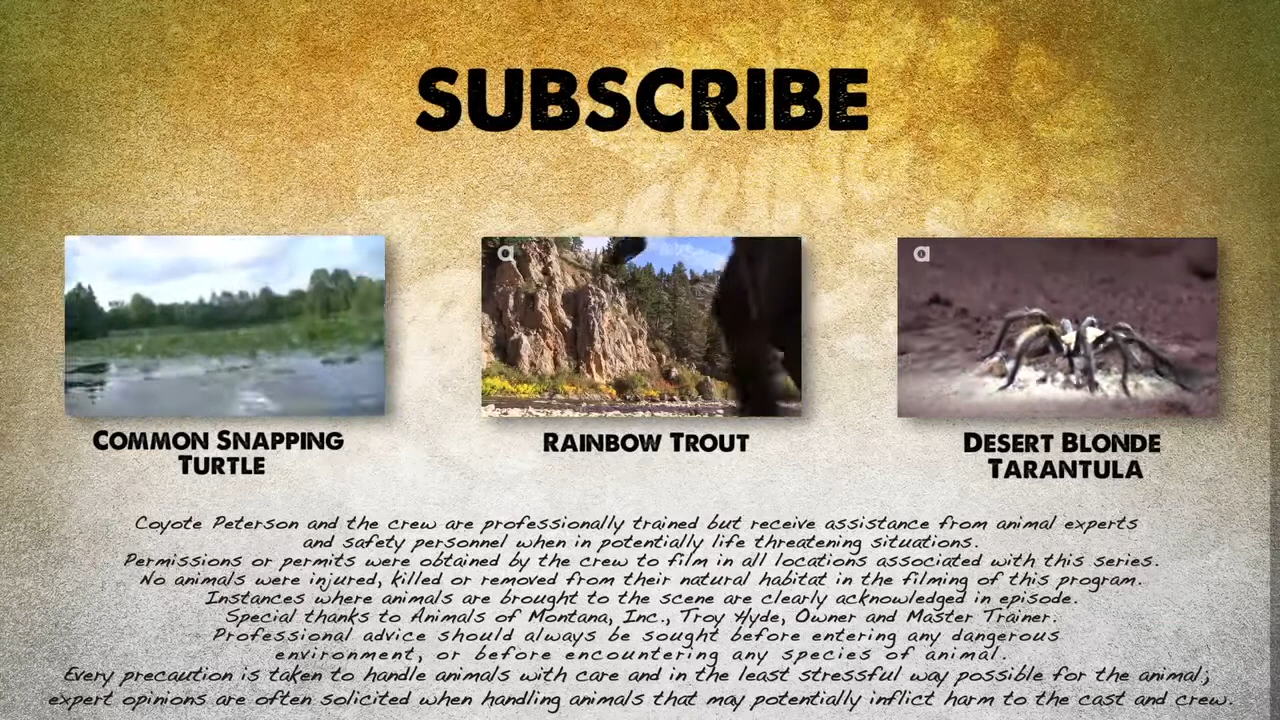 SUBSCRIBE
COMMON SNAPPING
TURTLE
RAINBOW TROUT
DESERT BLONDE
TARANTULA
Coyote Peterson and the crew are professionally trained but receive assistance from animal experts
and safety personnel when in potentially life threatening situations.
Permissions or permits were obtained by the crew to film in all locations associated with this series.
No animals were injured, killed or removed from their natural habitat in the filming of this program.
Instances where animals are brought to the scene are clearly acknowledged in episode.
Special thanks to Animals of Montana, Inc., Troy Hyde, Owner and Master Trainer.
Professional advice should always be sought before entering any dangerous
environment, or before encountering any species of animal.
Every precaution is taken to handle animals with care and in the least stressful way possible for the animal;
expert opinions are often solicited when handling animals that may potentially inflict harm to the cast and crew.